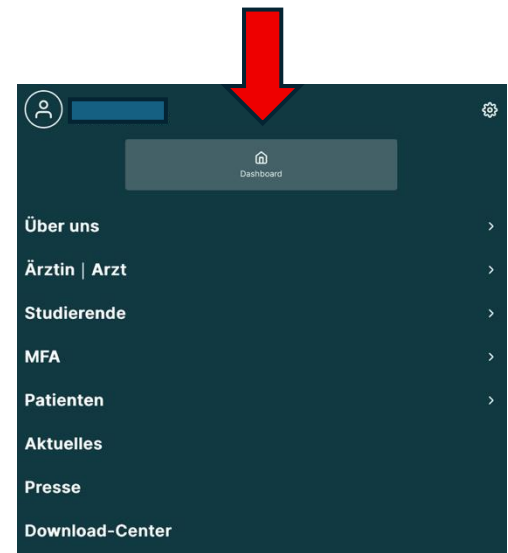 Dashboard
Über uns
Ärztin | Arzt
Studierende
MFA
Patienten
Aktuelles
Presse
Download-Center